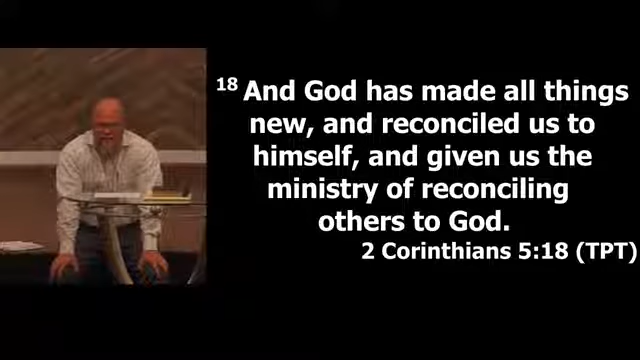 18 And God has made all things
new, and reconciled us to
himself, and given us the
ministry of reconciling
others to God.
2 Corinthians 5:18 (TPT)